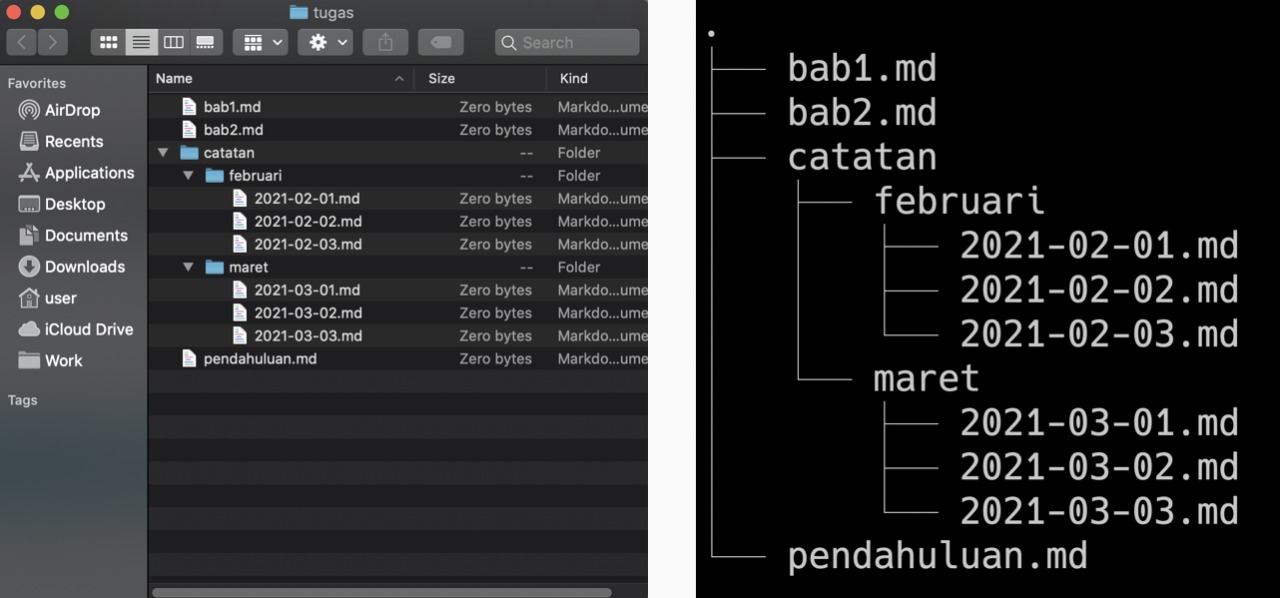 tugas
Search
Favorites
AirDrop
Recents
Applications
Desktop
Documents
Downloads
user
iCloud Drive
Work
Tags
Name Size Kind
bab1.md Zero bytes Markdo...ume
bab2.md Zero bytes Markdo...ume
catatan -- Folder
februari -- Folder
2021-02-01.md Zero bytes Markdo...ume
2021-02-02.md Zero bytes Markdo...ume
2021-02-03.md Zero bytes Markdo...ume
maret -- Folder
2021-03-01.md Zero bytes Markdo...ume
2021-03-02.md Zero bytes Markdo...ume
2021-03-03.md Zero bytes Markdo...ume
pendahuluan.md Zero bytes Markdo...ume
.
bab1.md
bab2.md
catatan
februari
2021-02-01.md
2021-02-02.md
2021-02-03.md
maret
2021-03-01.md
2021-03-02.md
2021-03-03.md
pendahuluan.md